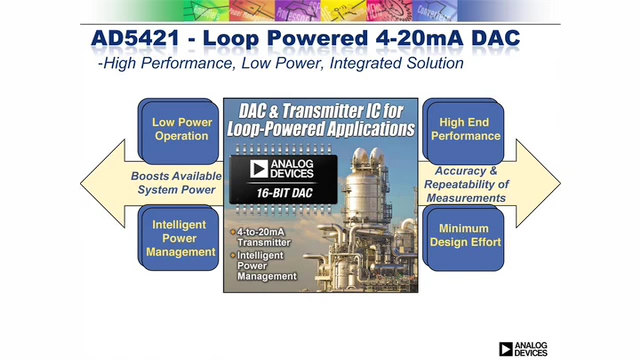 AD5421 - Loop Powered 4-20mA DAC
-High Performance, Low Power, Integrated Solution
Low Power
Operation
Boosts Available
System Power
Intelligent
Power
Management
DAC & Transmitter IC for
Loop-Powered Applications
ANALOG
DEVICES
16-BIT DAC
• 4-to-20mA
Transmitter
• Intelligent
Power
Management
High End
Performance
Accuracy &
Repeatability of
Measurements
Minimum
Design Effort
ANALOG
DEVICES